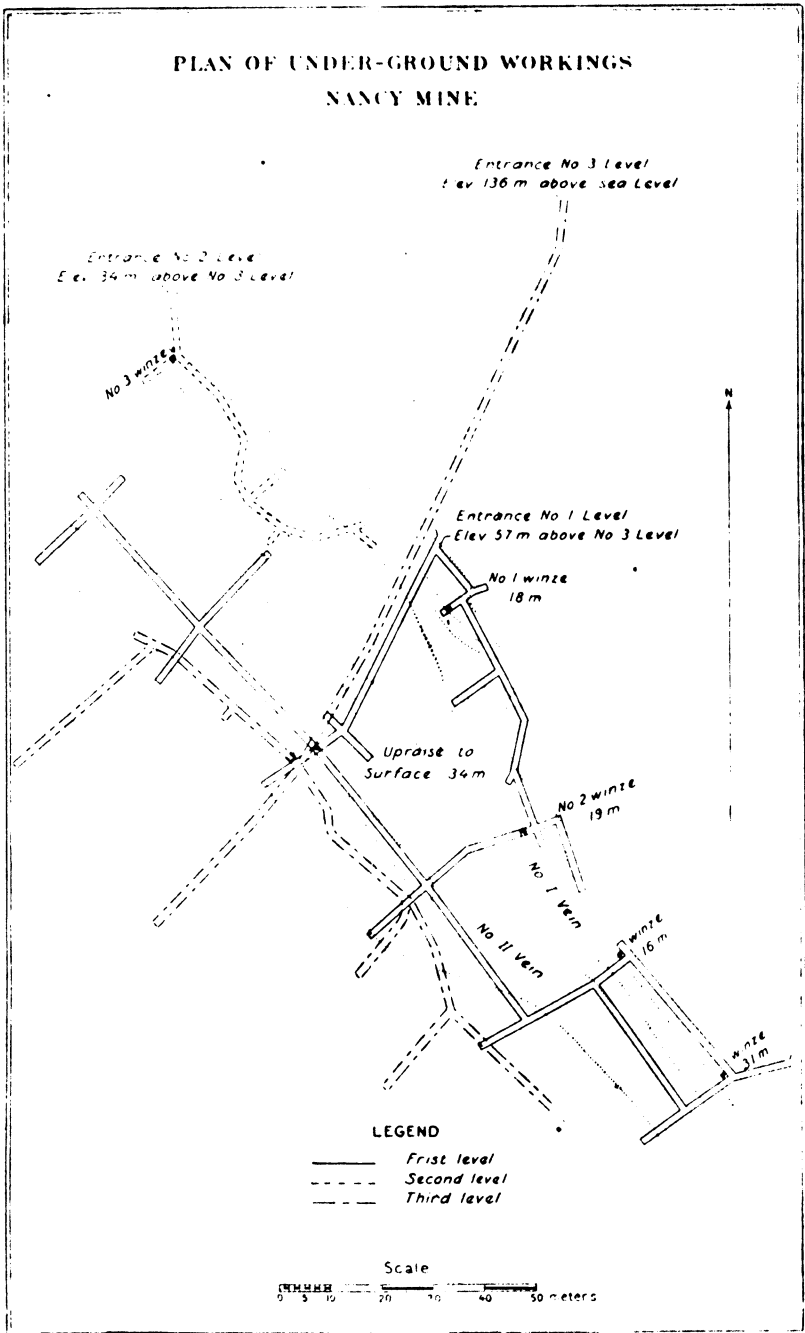 PLAN OF UNDER-GROUND WORKINGS
NANCY MINE
Entrance No 3 Level
Elev 136 m above sea Level
Entrance No 2 Level
Elev 34 m above No 3 Level
No 3 winze
N
Entrance No 1 Level
Elev 57 m above No 3 Level
No 1 winze
18 m
Upraise to
Surface 34 m
No 2 winze
19 m
No I Vein
No II Vein
winze
16 m
winze
31 m
LEGEND
Frist level
Second level
Third level
Scale
0 5 10 20 30 40 50 meters